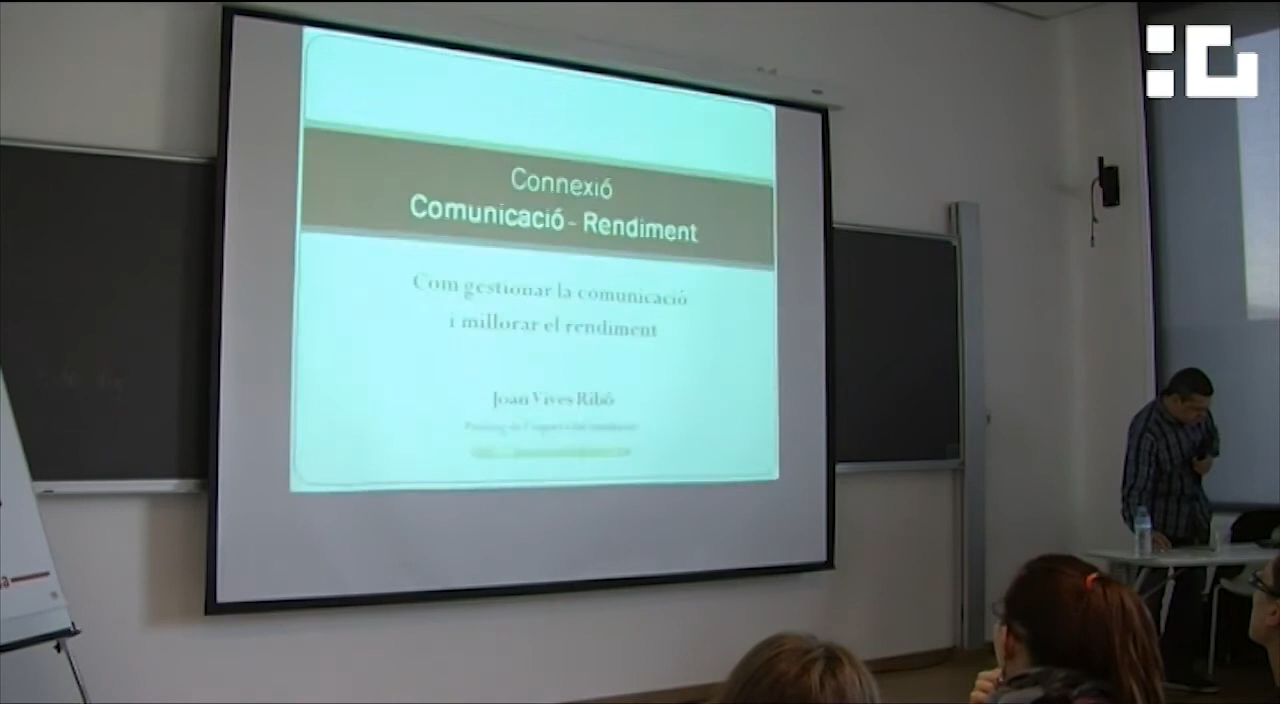 Connexió
Comunicació - Rendiment
Com gestionar la comunicació
i millorar el rendiment
Joan Vives Ribó